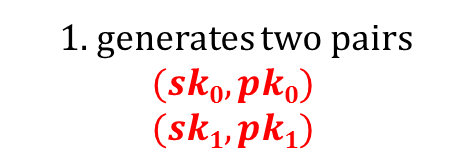 1. generates two pairs
(sk₀, pk₀)
(sk₁, pk₁)